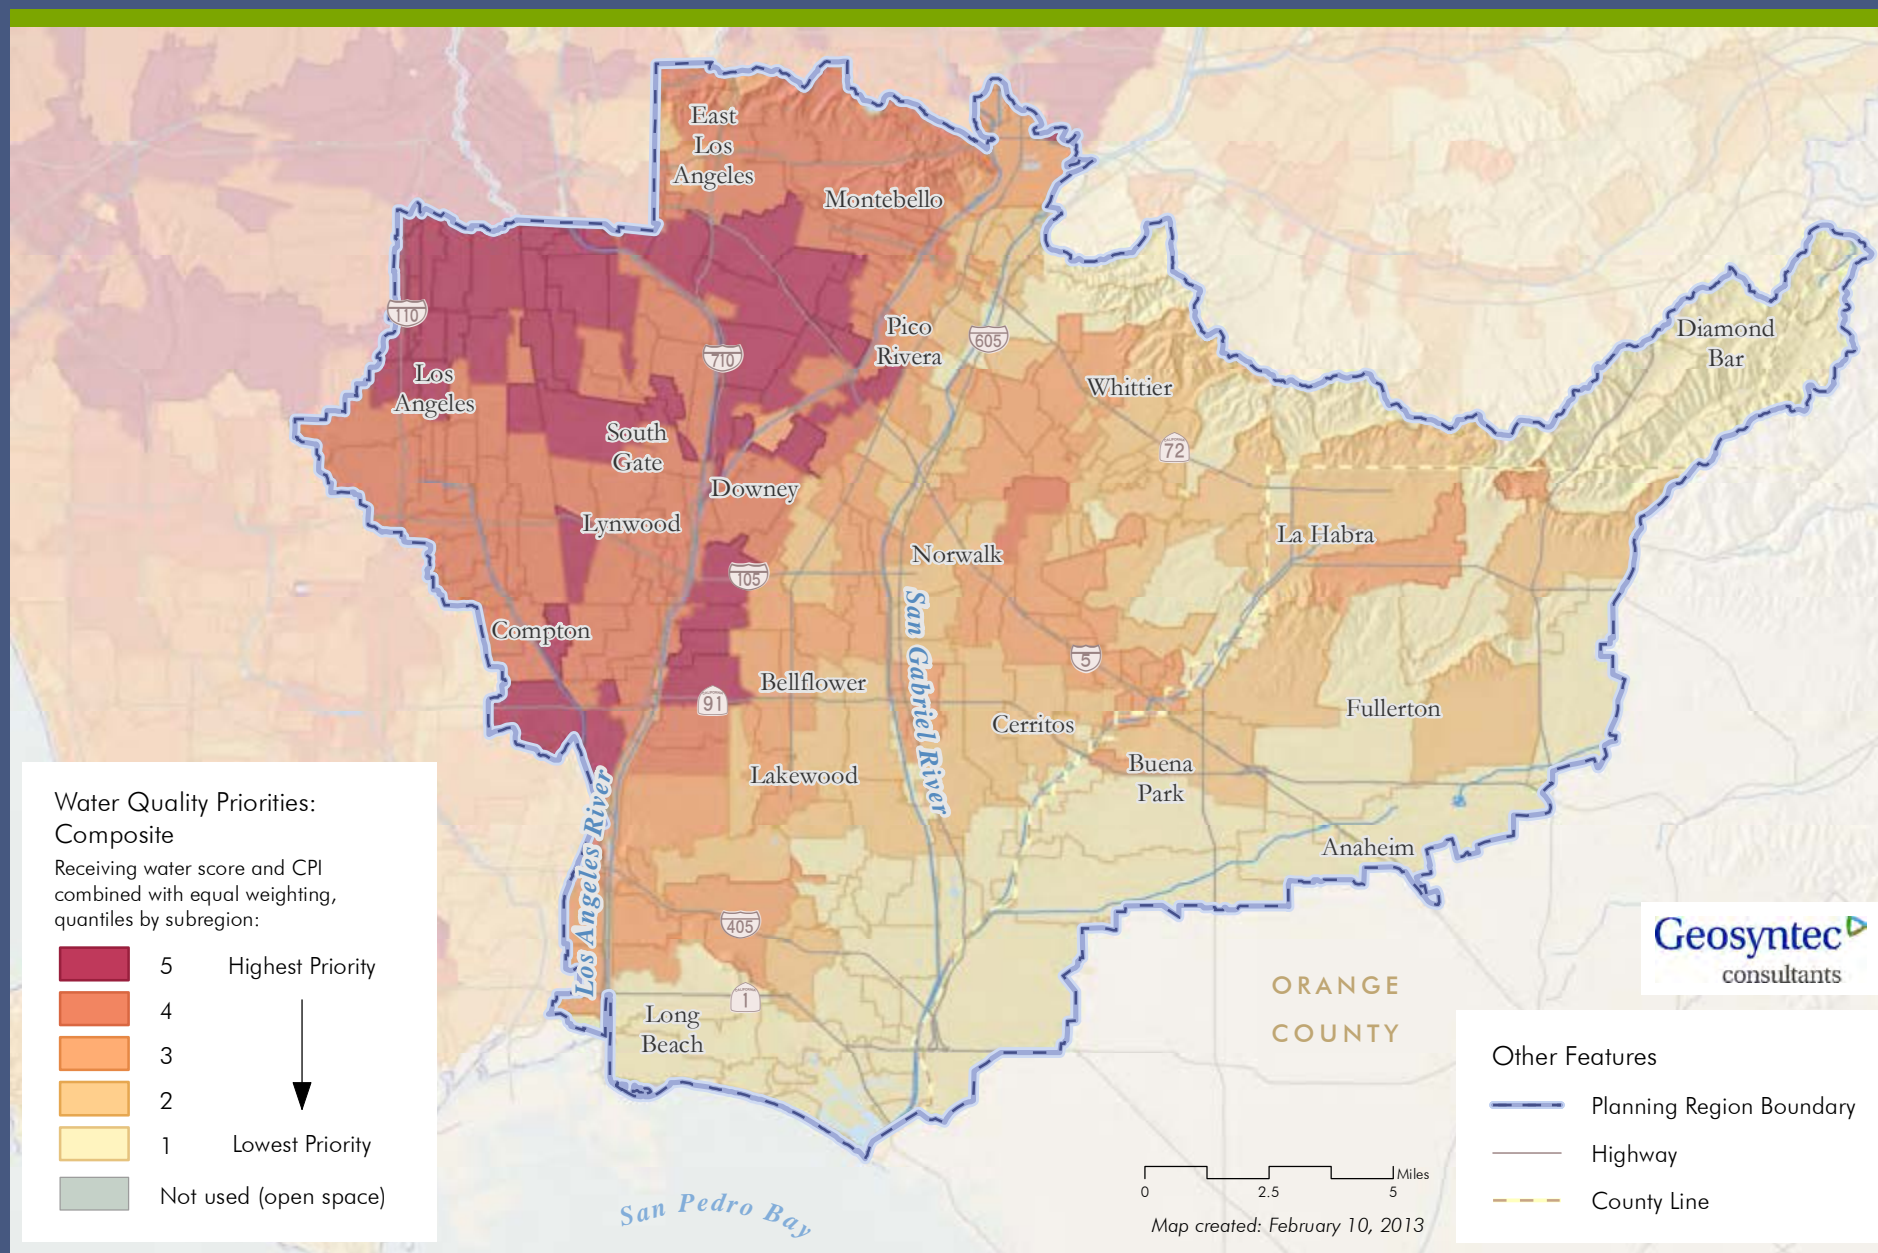 East
Los
Angeles
Montebello
110
Los
Angeles
710
Pico
Rivera
605
Whittier
Diamond
Bar
South
Gate
72
Downey
Lynwood
La Habra
Norwalk
105
Compton
San Gabriel River
5
Bellflower
91
Cerritos
Fullerton
Lakewood
Buena
Park
Anaheim
Los Angeles River
405
1
Long
Beach
San Pedro Bay
ORANGE
COUNTY
Water Quality Priorities:
Composite
Receiving water score and CPI
combined with equal weighting,
quantiles by subregion:
5 Highest Priority
4
3
2
1 Lowest Priority
Not used (open space)
Geosyntec
consultants
Other Features
Planning Region Boundary
Highway
County Line
Miles
0 2.5 5
Map created: February 10, 2013